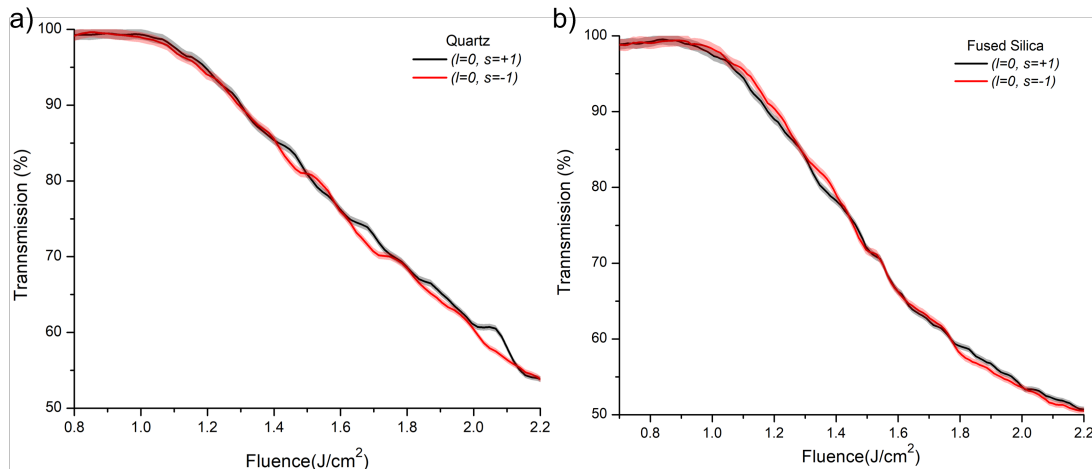 a)
Quartz
(l=0, s=+1)
(l=0, s=-1)
100
90
80
70
60
50
0.8 1.0 1.2 1.4 1.6 1.8 2.0 2.2
Trannsmission (%)
Fluence(J/cm²)
b)
Fused Silica
(l=0, s=+1)
(l=0, s=-1)
100
90
80
70
60
50
0.8 1.0 1.2 1.4 1.6 1.8 2.0 2.2
Trannsmission (%)
Fluence(J/cm²)